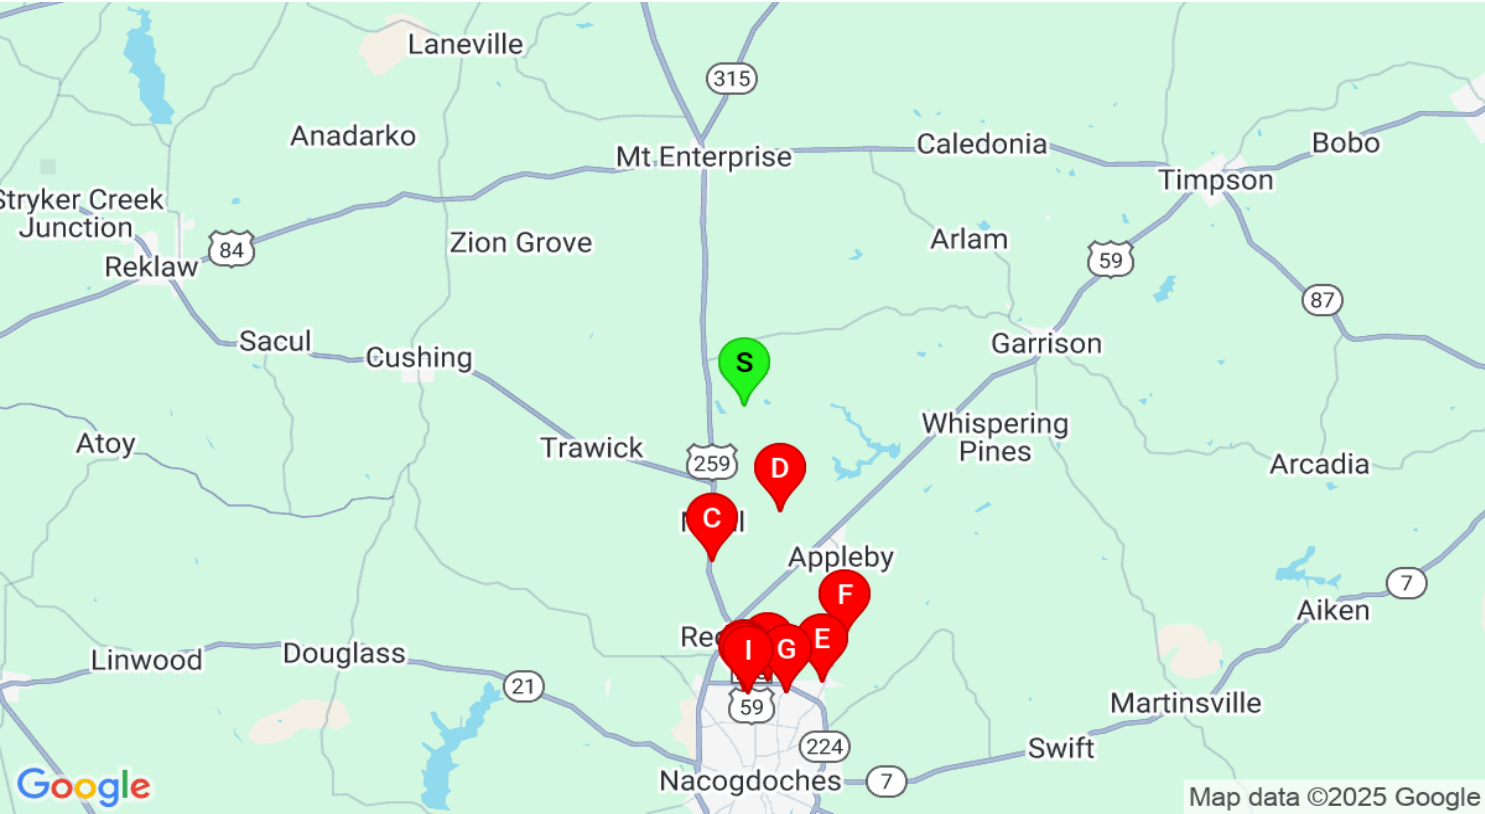 Laneville
315
Anadarko
Mt Enterprise
Caledonia
Bobo
Timpson
Stryker Creek
Junction
84
Zion Grove
Arlam
59
Reklaw
87
Sacul
Cushing
Garrison
S
Atoy
Trawick
259
D
Whispering
Pines
Arcadia
C
Appleby
F
7
Aiken
E
I
G
Linwood
Douglass
21
59
Martinsville
224
Swift
Nacogdoches
7
Google
Map data ©2025 Google